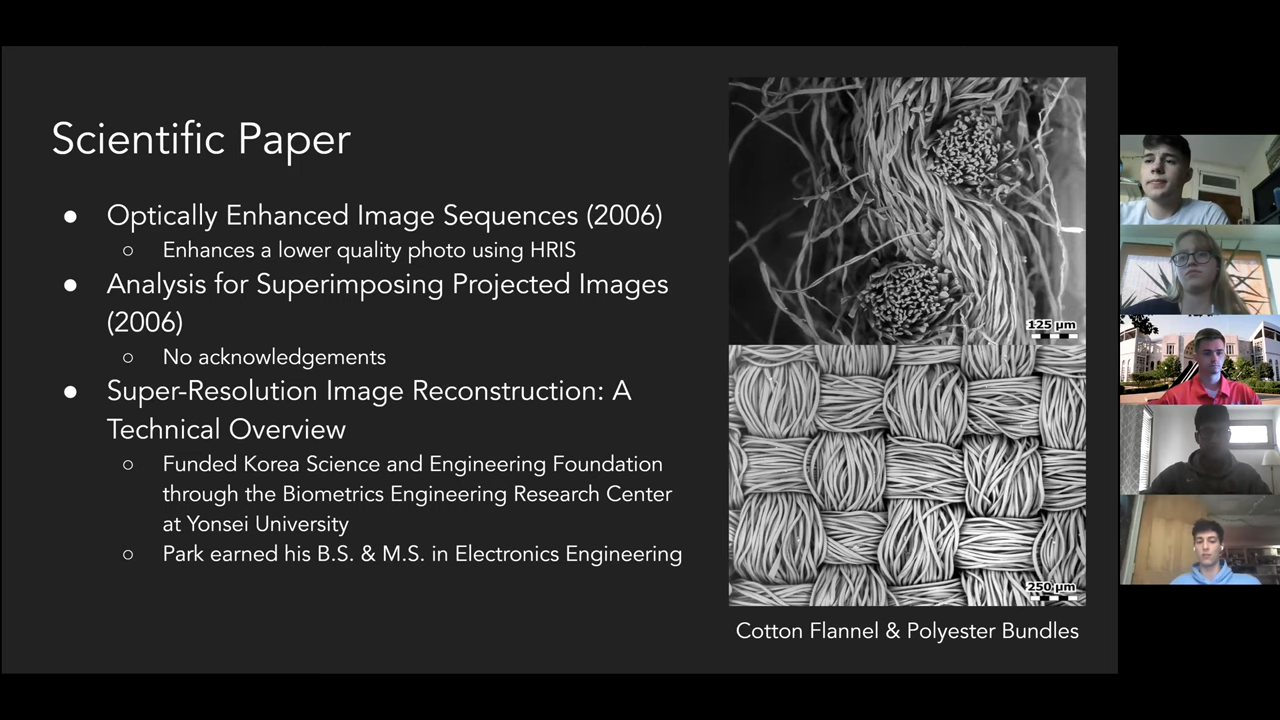 Scientific Paper
● Optically Enhanced Image Sequences (2006)
○ Enhances a lower quality photo using HRIS
● Analysis for Superimposing Projected Images
(2006)
○ No acknowledgements
● Super-Resolution Image Reconstruction: A
Technical Overview
○ Funded Korea Science and Engineering Foundation
through the Biometrics Engineering Research Center
at Yonsei University
○ Park earned his B.S. & M.S. in Electronics Engineering
125 µm
250 µm
Cotton Flannel & Polyester Bundles